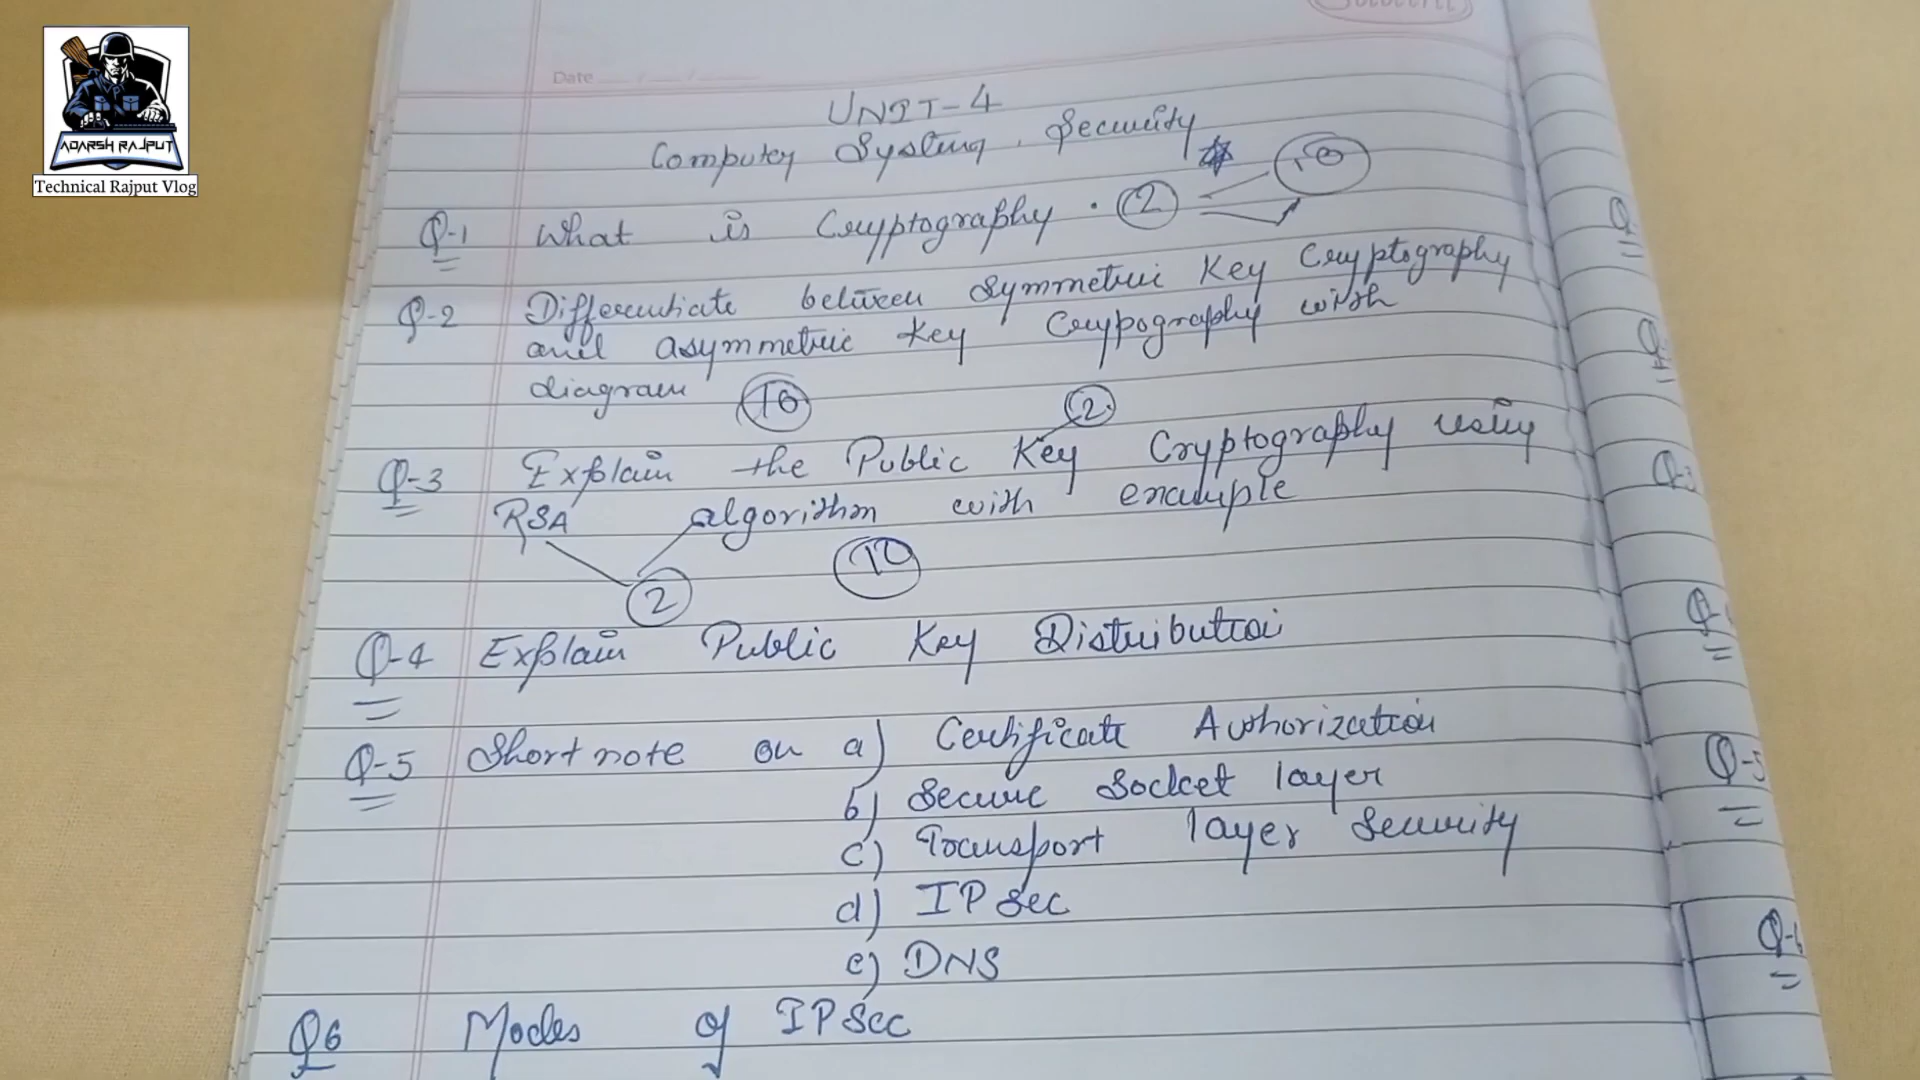 ADARSH RAJPUT
Technical Rajput Vlog
Date
UNIT-4
Computer System Security
Q-1 What is Cryptography. 2 10
Q-2 Differentiate between symmetric Key Cryptography
and asymmetric key Crypography with
diagram 10
2
Q-3 Explain the Public Key Cryptography using
RSA algorithm with example
2 10
Q-4 Explain Public Key Distribution
Q-5 Short note on a) Certificate Authorization
b) Secure Socket layer
c) Transport layer Security
d) IP Sec
e) DNS
Q6 Modes of IPSec
Q-3
Q-5